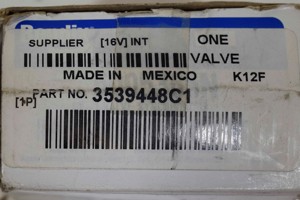 SUPPLIER [16V] INT ONE
VALVE
MADE IN MEXICO K12F
[1P] PART NO. 3539448C1